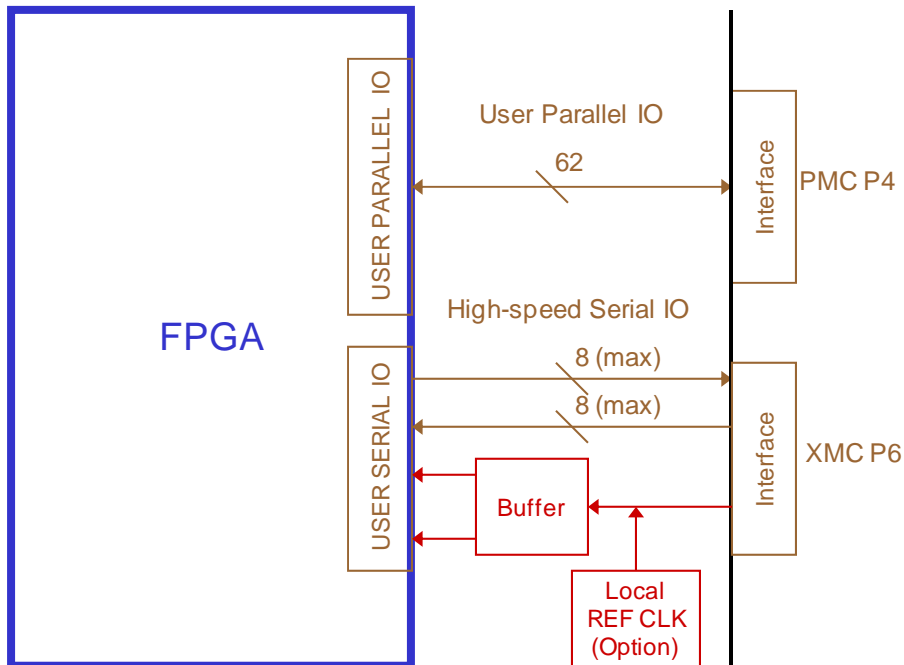 USER PARALLEL IO
User Parallel IO
62
Interface
PMC P4
FPGA
High-speed Serial IO
USER SERIAL IO
8 (max)
8 (max)
Interface
XMC P6
Buffer
Local
REF CLK
(Option)